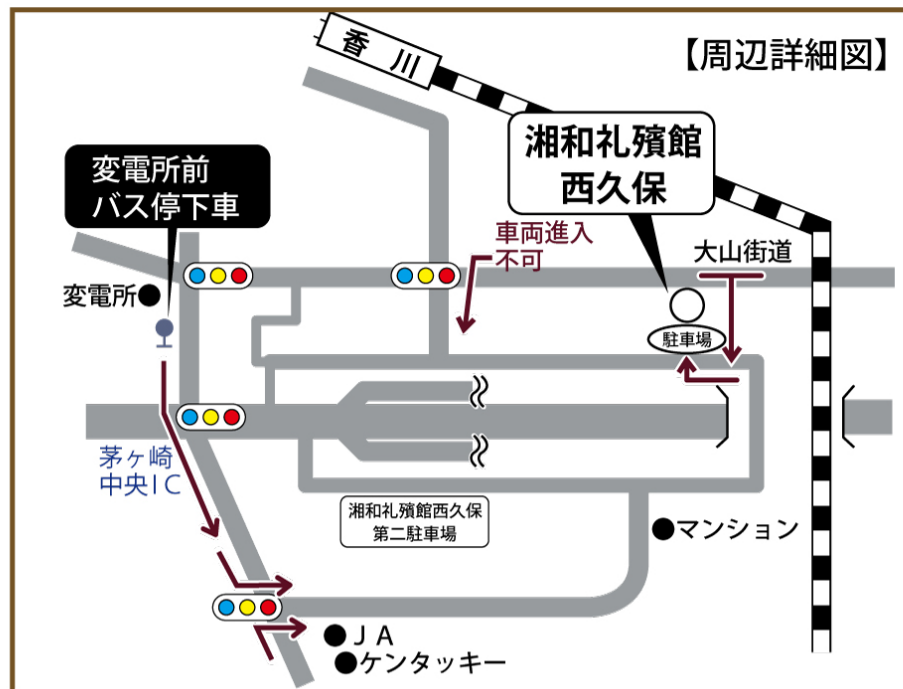 香川
【周辺詳細図】
湘和礼殯館
西久保
変電所前
バス停下車
車両進入
不可
大山街道
変電所
駐車場
茅ヶ崎
中央IC
湘和礼殯館西久保
第二駐車場
マンション
JA
ケンタッキー